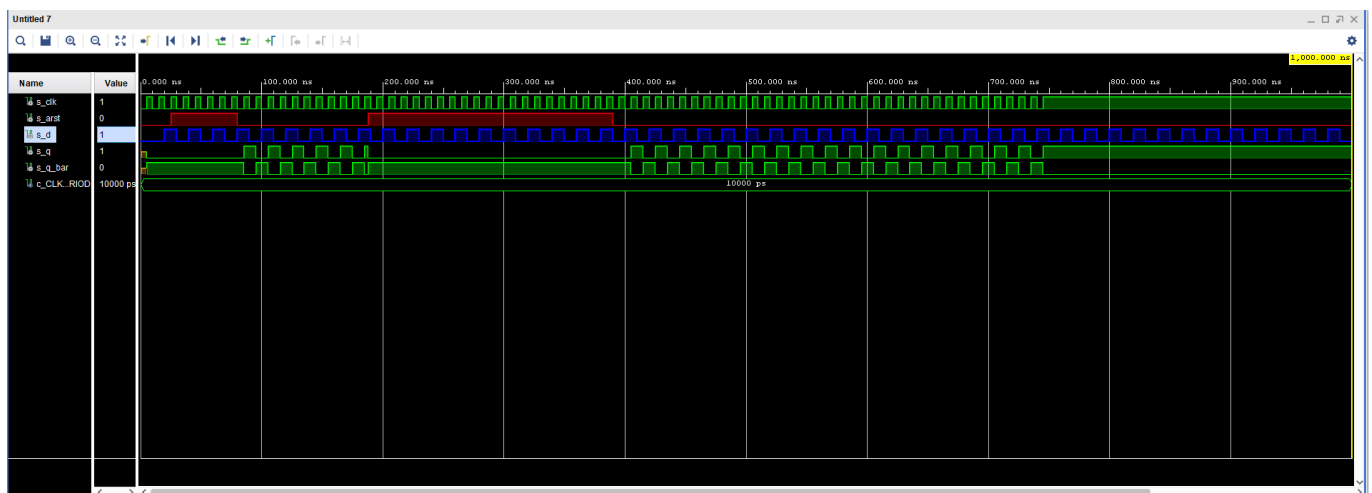 Untitled 7
1,000.000 ns
Name Value 0.000 ns 100.000 ns 200.000 ns 300.000 ns 400.000 ns 500.000 ns 600.000 ns 700.000 ns 800.000 ns 900.000 ns
s_clk 1
s_arst 0
s_d 1
s_q 1
s_q_bar 0
c_CLK...RIOD 10000 ps 10000 ps